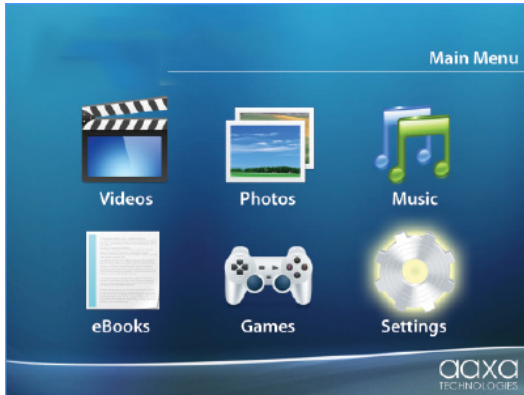 Main Menu
Videos
Photos
Music
eBooks
Games
Settings
aaxa
TECHNOLOGIES